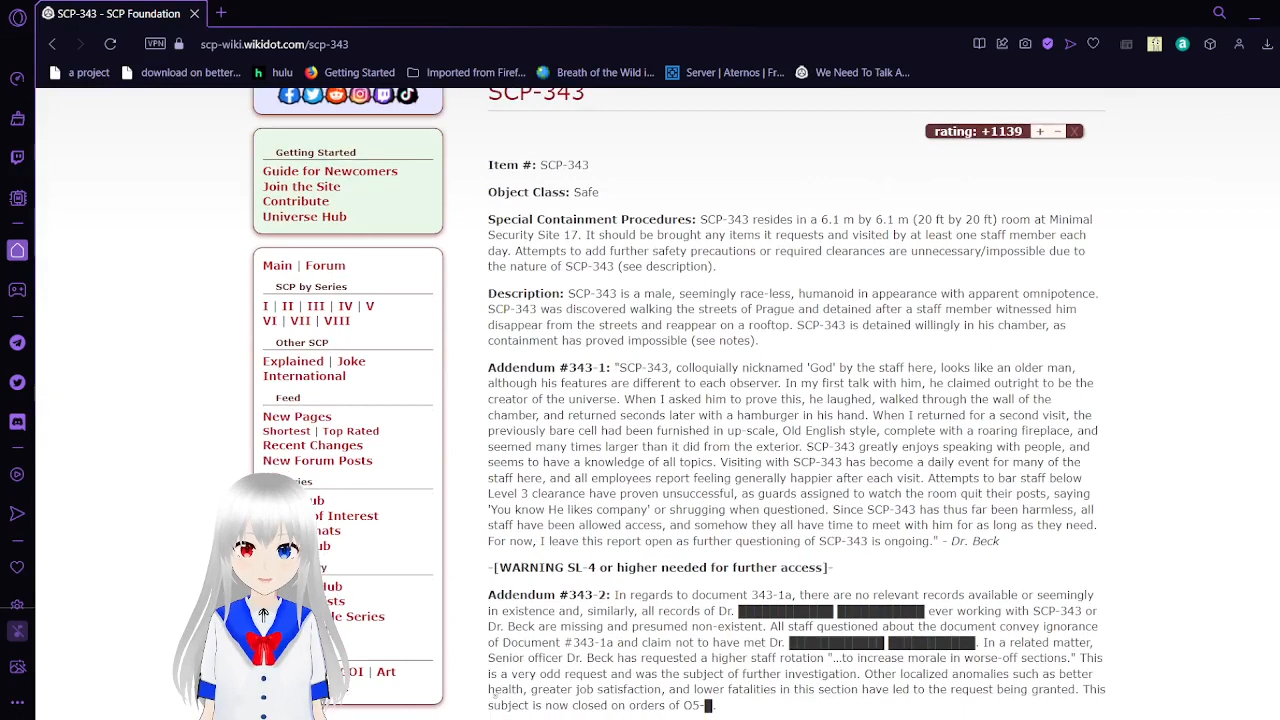 SCP-343 - SCP Foundation
VPN
scp-wiki.wikidot.com/scp-343
a project
download on better...
hulu
Getting Started
Imported from Firef...
Breath of the Wild i...
Server | Aternos | Fr...
We Need To Talk A...
Getting Started
Guide for Newcomers
Join the Site
Contribute
Universe Hub
Main | Forum
SCP by Series
I | II | III | IV | V
VI | VII | VIII
Other SCP
Explained | Joke
International
Feed
New Pages
Shortest | Top Rated
Recent Changes
New Forum Posts
of Interest
Series
Art
SCP-343
rating: +1139 + – X
Item #: SCP-343
Object Class: Safe
Special Containment Procedures: SCP-343 resides in a 6.1 m by 6.1 m (20 ft by 20 ft) room at Minimal
Security Site 17. It should be brought any items it requests and visited by at least one staff member each
day. Attempts to add further safety precautions or required clearances are unnecessary/impossible due to
the nature of SCP-343 (see description).
Description: SCP-343 is a male, seemingly race-less, humanoid in appearance with apparent omnipotence.
SCP-343 was discovered walking the streets of Prague and detained after a staff member witnessed him
disappear from the streets and reappear on a rooftop. SCP-343 is detained willingly in his chamber, as
containment has proved impossible (see notes).
Addendum #343-1: "SCP-343, colloquially nicknamed 'God' by the staff here, looks like an older man,
although his features are different to each observer. In my first talk with him, he claimed outright to be the
creator of the universe. When I asked him to prove this, he laughed, walked through the wall of the
chamber, and returned seconds later with a hamburger in his hand. When I returned for a second visit, the
previously bare cell had been furnished in up-scale, Old English style, complete with a roaring fireplace, and
seemed many times larger than it did from the exterior. SCP-343 greatly enjoys speaking with people, and
seems to have a knowledge of all topics. Visiting with SCP-343 has become a daily event for many of the
staff here, and all employees report feeling generally happier after each visit. Attempts to bar staff below
Level 3 clearance have proven unsuccessful, as guards assigned to watch the room quit their posts, saying
'You know He likes company' or shrugging when questioned. Since SCP-343 has thus far been harmless, all
staff have been allowed access, and somehow they all have time to meet with him for as long as they need.
For now, I leave this report open as further questioning of SCP-343 is ongoing." - Dr. Beck
-[WARNING SL-4 or higher needed for further access]-
Addendum #343-2: In regards to document 343-1a, there are no relevant records available or seemingly
in existence and, similarly, all records of Dr. ████████████ ███████████ ever working with SCP-343 or
Dr. Beck are missing and presumed non-existent. All staff questioned about the document convey ignorance
of Document #343-1a and claim not to have met Dr. ████████████ ███████████. In a related matter,
Senior officer Dr. Beck has requested a higher staff rotation "...to increase morale in worse-off sections." This
is a very odd request and was the subject of further investigation. Other localized anomalies such as better
health, greater job satisfaction, and lower fatalities in this section have led to the request being granted. This
subject is now closed on orders of O5-█.